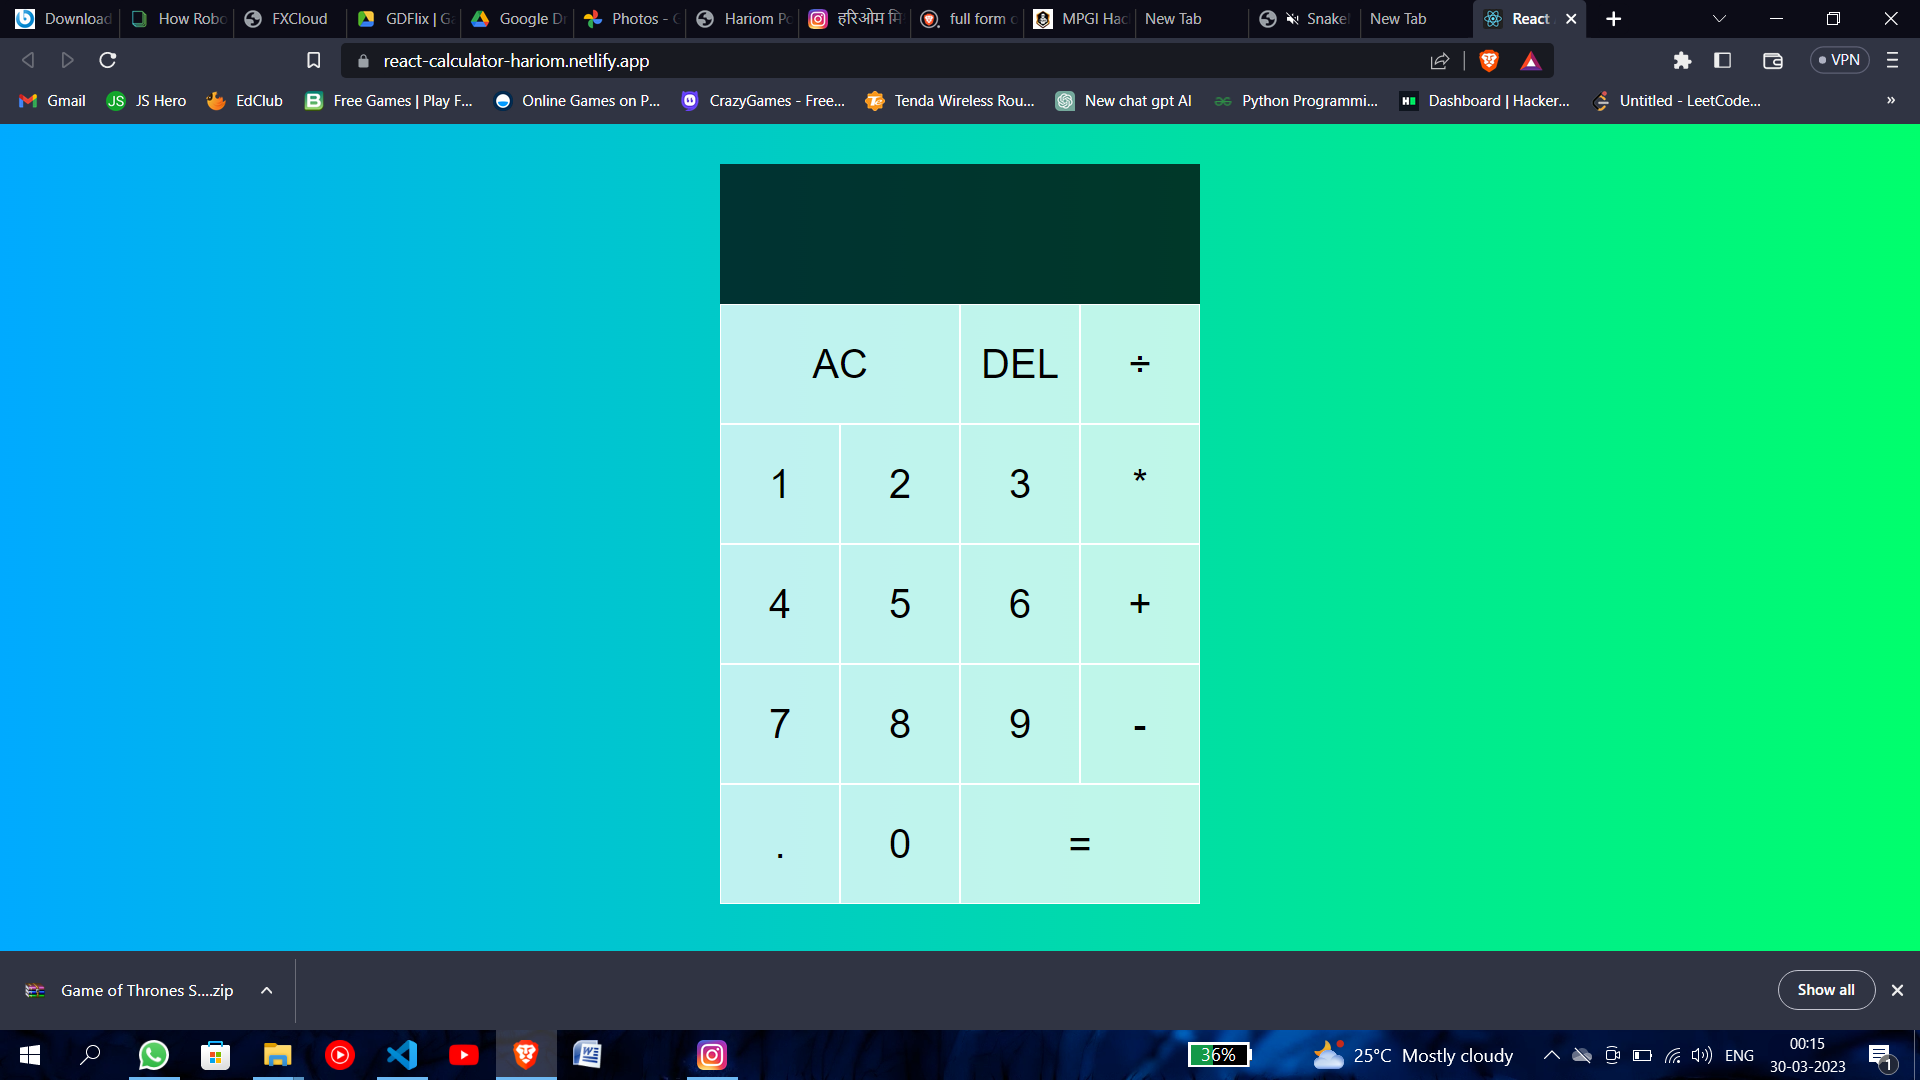 Download
How Robo
FXCloud
GDFlix | Ga
Google Dr
Photos - G
Hariom Po
हरिओम मि
full form o
MPGI Hac
New Tab
Snake
New Tab
React
react-calculator-hariom.netlify.app
VPN
Gmail
JS Hero
EdClub
Free Games | Play F...
Online Games on P...
CrazyGames - Free...
Tenda Wireless Rou...
New chat gpt AI
Python Programmi...
Dashboard | Hacker...
Untitled - LeetCode...
»
AC DEL ÷
1 2 3 *
4 5 6 +
7 8 9 -
. 0 =
Game of Thrones S....zip
Show all
36%
25°C Mostly cloudy
ENG
00:15
30-03-2023
1